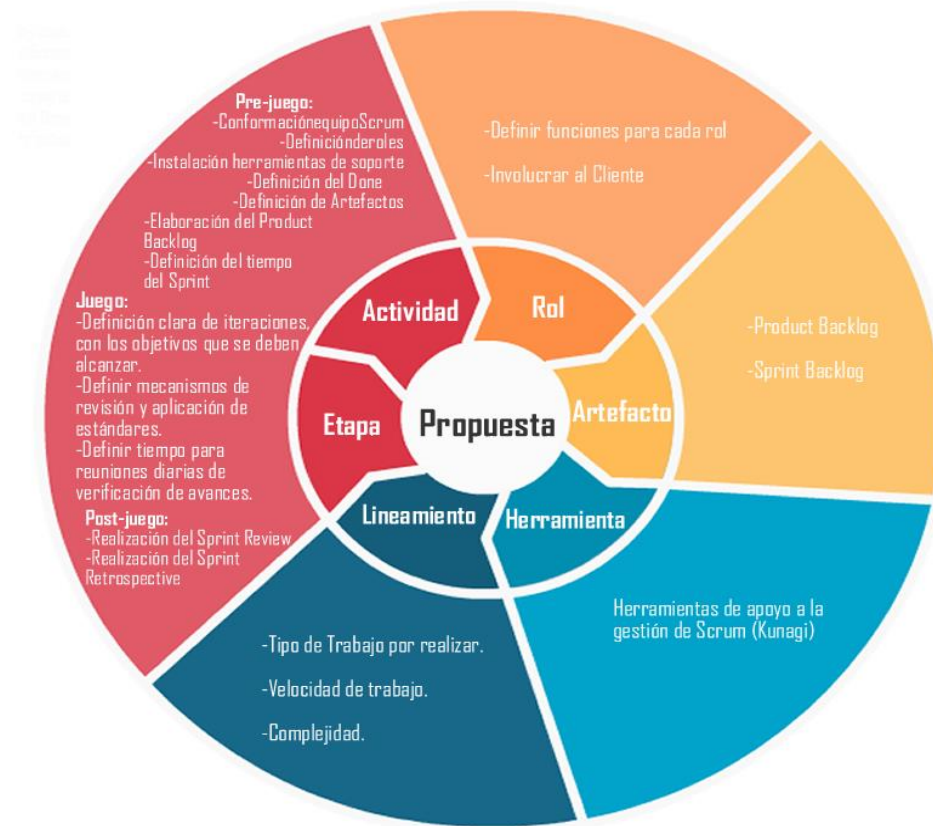 Pre-juego:
-ConformaciónequipoScrum
-Definiciónderoles
-Instalación herramientas de soporte
-Definición del Done
-Definición de Artefactos
-Elaboración del Product
Backlog
-Definición del tiempo
del Sprint
Juego:
-Definición clara de iteraciones,
con los objetivos que se deben
alcanzar.
-Definir mecanismos de
revisión y aplicación de
estándares.
-Definir tiempo para
reuniones diarias de
verificación de avances.
Post-juego:
-Realización del Sprint Review
-Realización del Sprint
Retrospective
-Definir funciones para cada rol
-Involucrar al Cliente
-Product Backlog
-Sprint Backlog
Herramientas de apoyo a la
gestión de Scrum (Kunagi)
-Tipo de Trabajo por realizar.
-Velocidad de trabajo.
-Complejidad.
Actividad
Rol
Etapa
Propuesta
Artefacto
Lineamiento
Herramienta